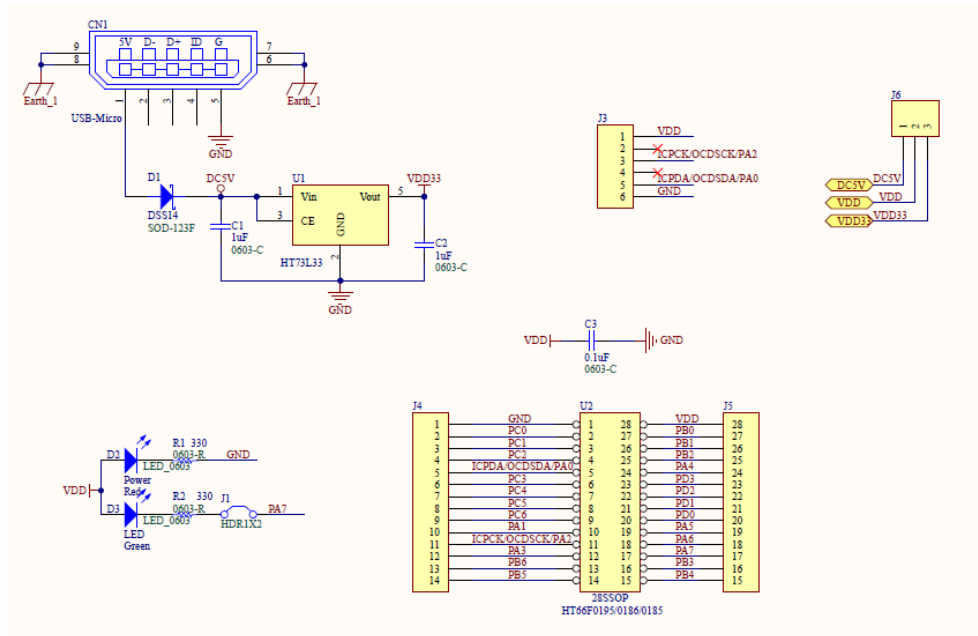 CN1
5V D- D+ ID G
9
8
7
6
Earth_1
Earth_1
1 2 3 4 5
USB-Micro
GND
D1
DSS14
SOD-123F
DC5V
C1
1uF
0603-C
U1
1 Vin
3 CE
Vout 5
GND
2
HT73L33
VDD33
C2
1uF
0603-C
GND
J3
1 VDD
2
3 ICPCK/OCDSCK/PA2
4
5 ICPDA/OCDSDA/PA0
6 GND
J6
1 2 3
DC5V DC5V
VDD VDD
VDD33 VDD33
C3
VDD GND
0.1uF
0603-C
D2
R1 330
0603-R
GND
LED_0603
Power
Red
VDD
D3
R2 330
0603-R
LED_0603
J1
HDR1X2
PA7
LED
Green
J4 U2 J5
1 GND 1 28 VDD 28
2 PC0 2 27 PB0 27
3 PC1 3 26 PB1 26
4 PC2 4 25 PB2 25
5 ICPDA/OCDSDA/PA0 5 24 PA4 24
6 PC3 6 23 PD3 23
7 PC4 7 22 PD2 22
8 PC5 8 21 PD1 21
9 PC6 9 20 PD0 20
10 PA1 10 19 PA5 19
11 ICPCK/OCDSCK/PA2 11 18 PA6 18
12 PA3 12 17 PA7 17
13 PB6 13 16 PB3 16
14 PB5 14 15 PB4 15
28SSOP
HT66F0195/0186/0185